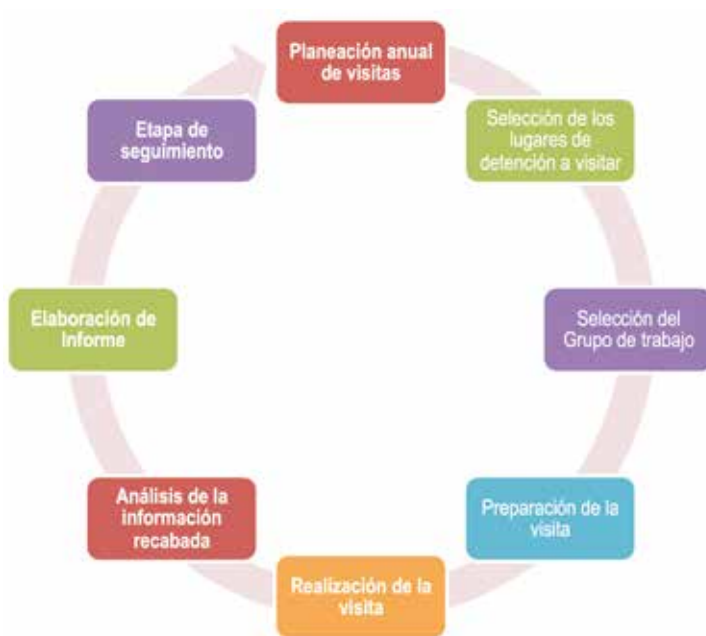 Planeación anual
de visitas
Selección de los
lugares de
detención a visitar
Selección del
Grupo de trabajo
Preparación de la
visita
Realización de la
visita
Análisis de la
información
recabada
Elaboración de
Informe
Etapa de
seguimiento